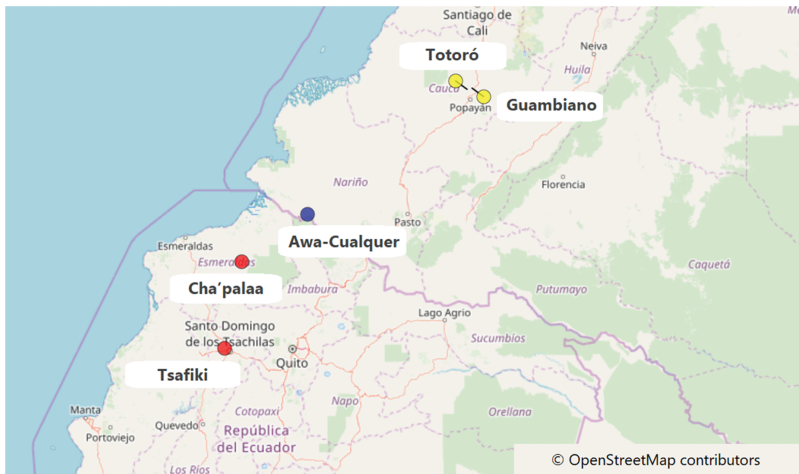 Santiago de
Cali
Totoró
Neiva
Huila
Cauca
Popayán
Guambiano
Nariño
Florencia
Pasto
Awa-Cualquer
Esmeraldas
Esmeraldas
Caquetá
Cha’palaa
Imbabura
Putumayo
Lago Agrio
Santo Domingo
de los Tsachilas
Sucumbios
Quito
Tsafiki
Napo
Manta
Cotopaxi
Orellana
Portoviejo
Quevedo
República
del Ecuador
Los Ríos
© OpenStreetMap contributors